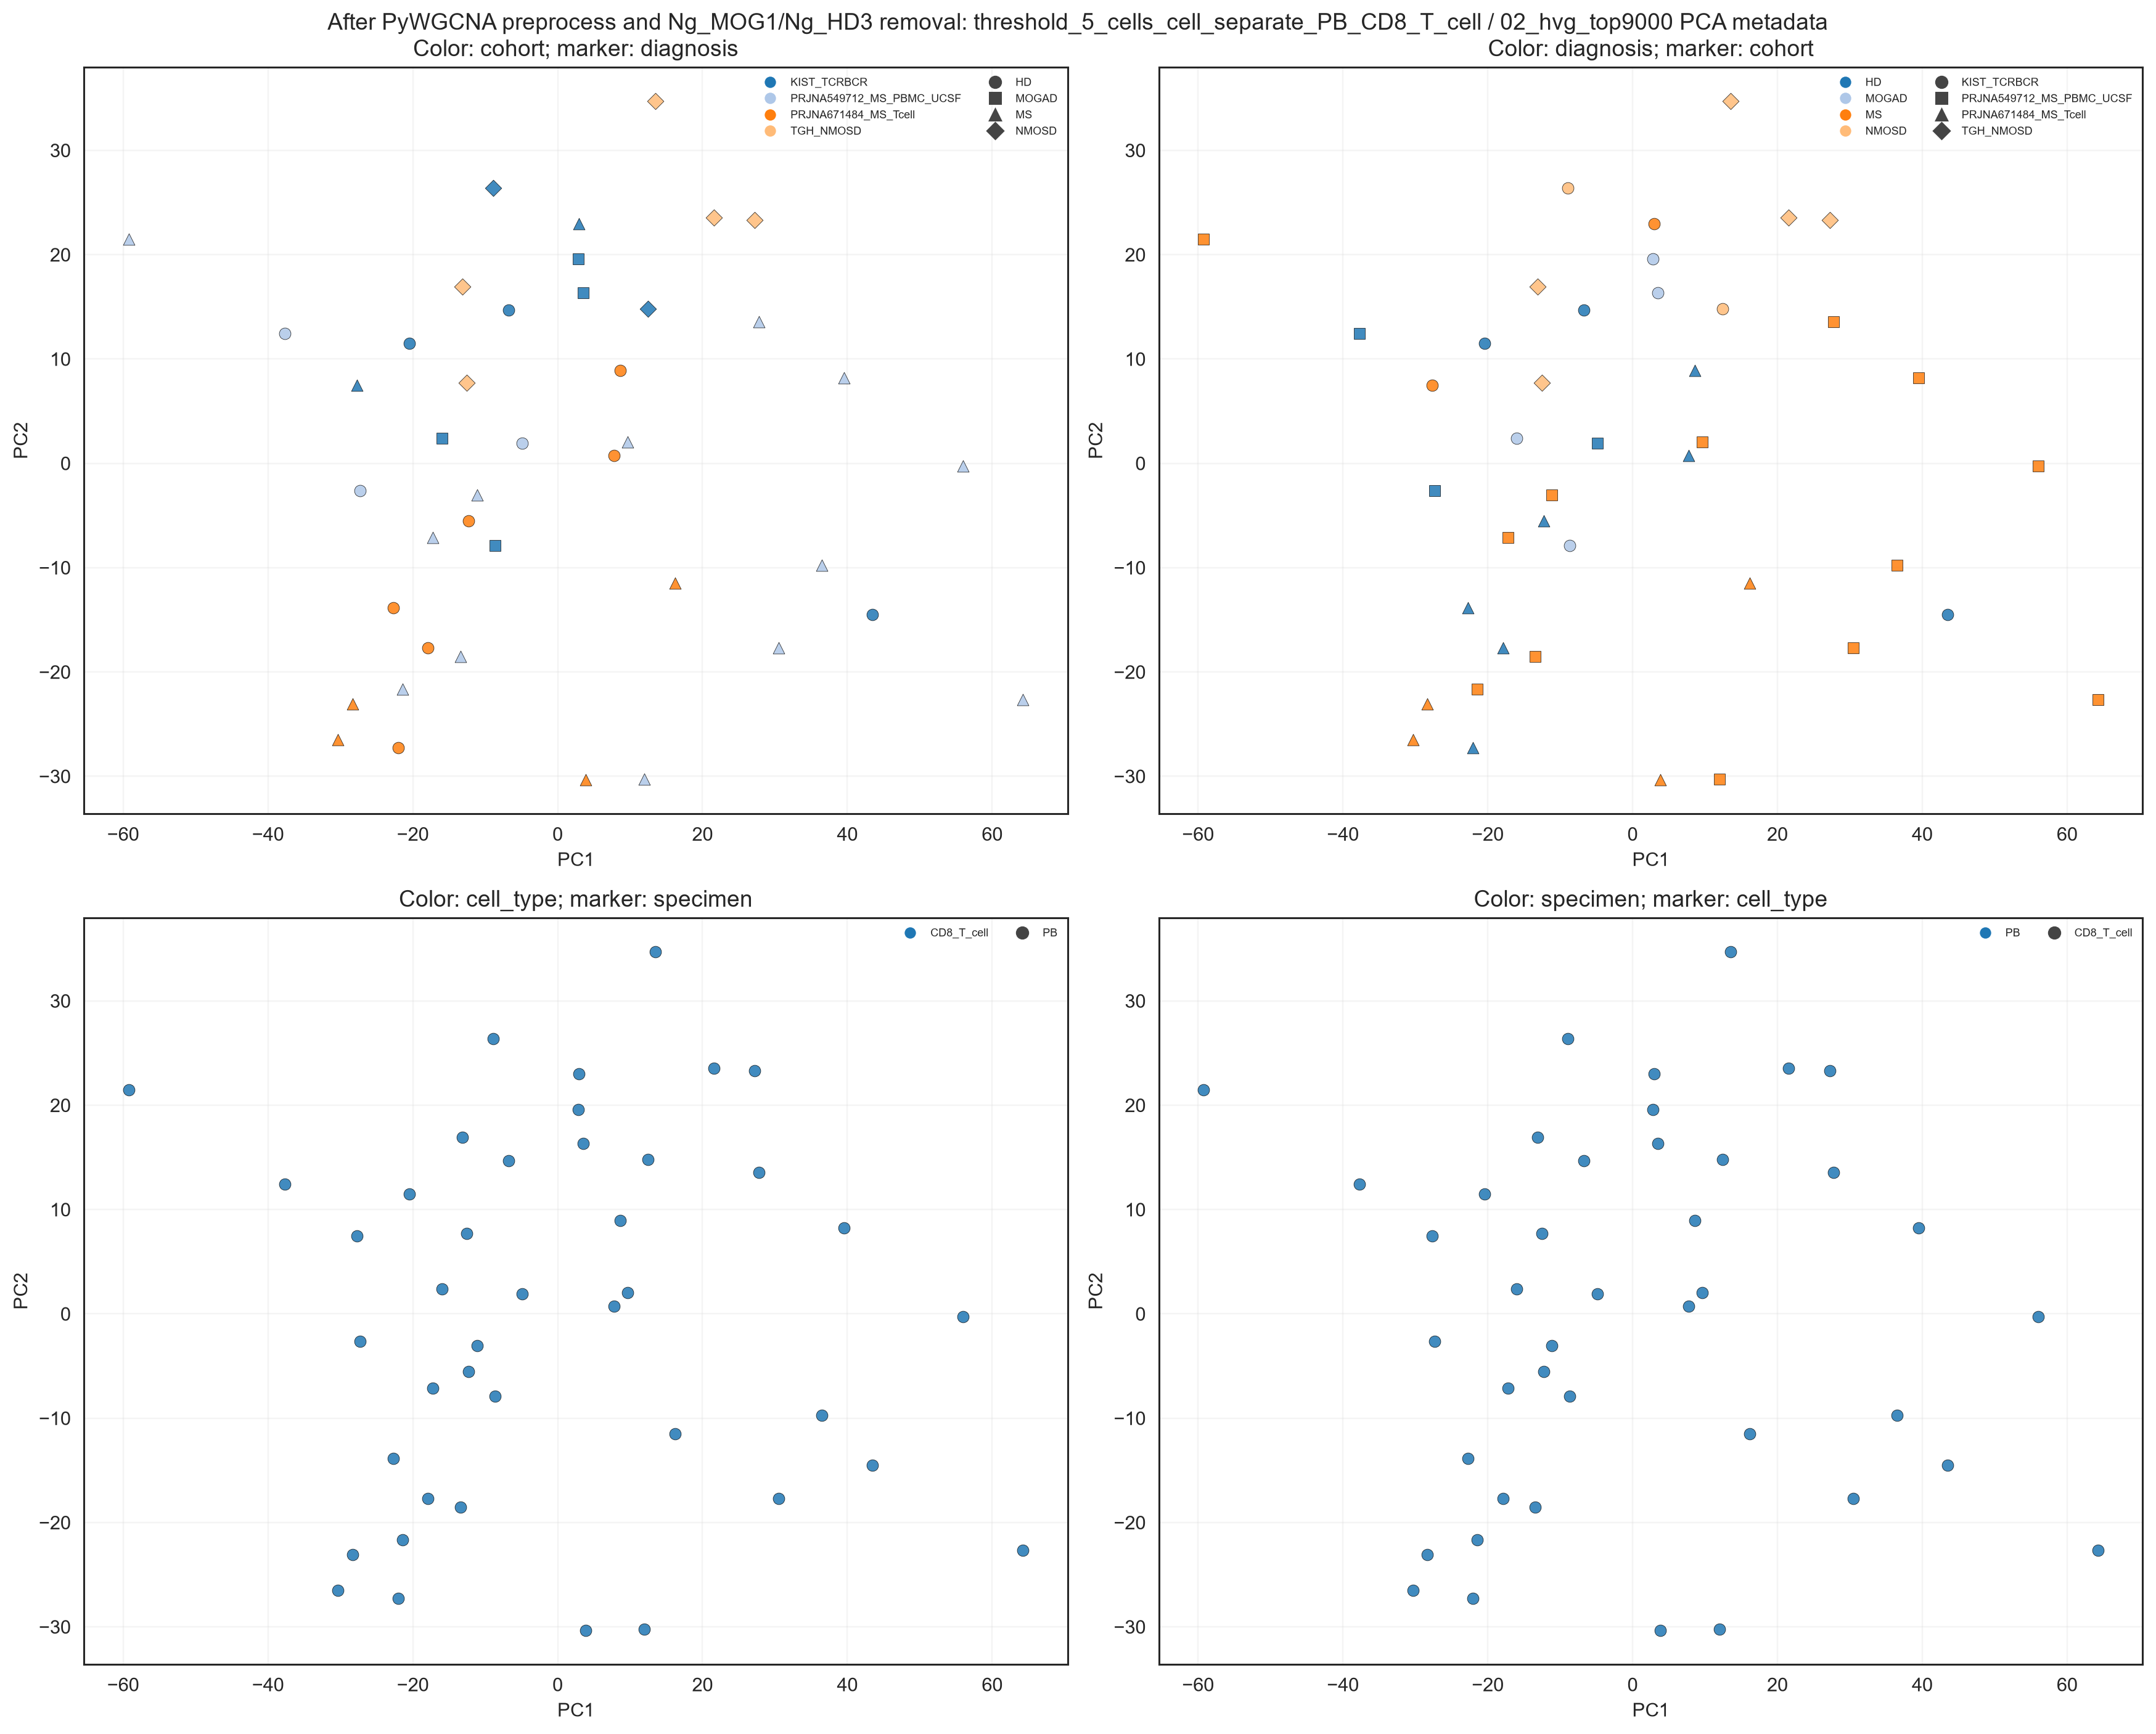 After PyWGCNA preprocess and Ng_MOG1/Ng_HD3 removal: threshold_5_cells_cell_separate_PB_CD8_T_cell / 02_hvg_top9000 PCA metadata
Color: cohort; marker: diagnosis
KIST_TCRBCR HD
PRJNA549712_MS_PBMC_UCSF MOGAD
PRJNA671484_MS_Tcell MS
TGH_NMOSD NMOSD
30
20
10
0
−10
−20
−30
PC2
−60 −40 −20 0 20 40 60
PC1
Color: diagnosis; marker: cohort
HD KIST_TCRBCR
MOGAD PRJNA549712_MS_PBMC_UCSF
MS PRJNA671484_MS_Tcell
NMOSD TGH_NMOSD
30
20
10
0
−10
−20
−30
PC2
−60 −40 −20 0 20 40 60
PC1
Color: cell_type; marker: specimen
CD8_T_cell PB
30
20
10
0
−10
−20
−30
PC2
−60 −40 −20 0 20 40 60
PC1
Color: specimen; marker: cell_type
PB CD8_T_cell
30
20
10
0
−10
−20
−30
PC2
−60 −40 −20 0 20 40 60
PC1